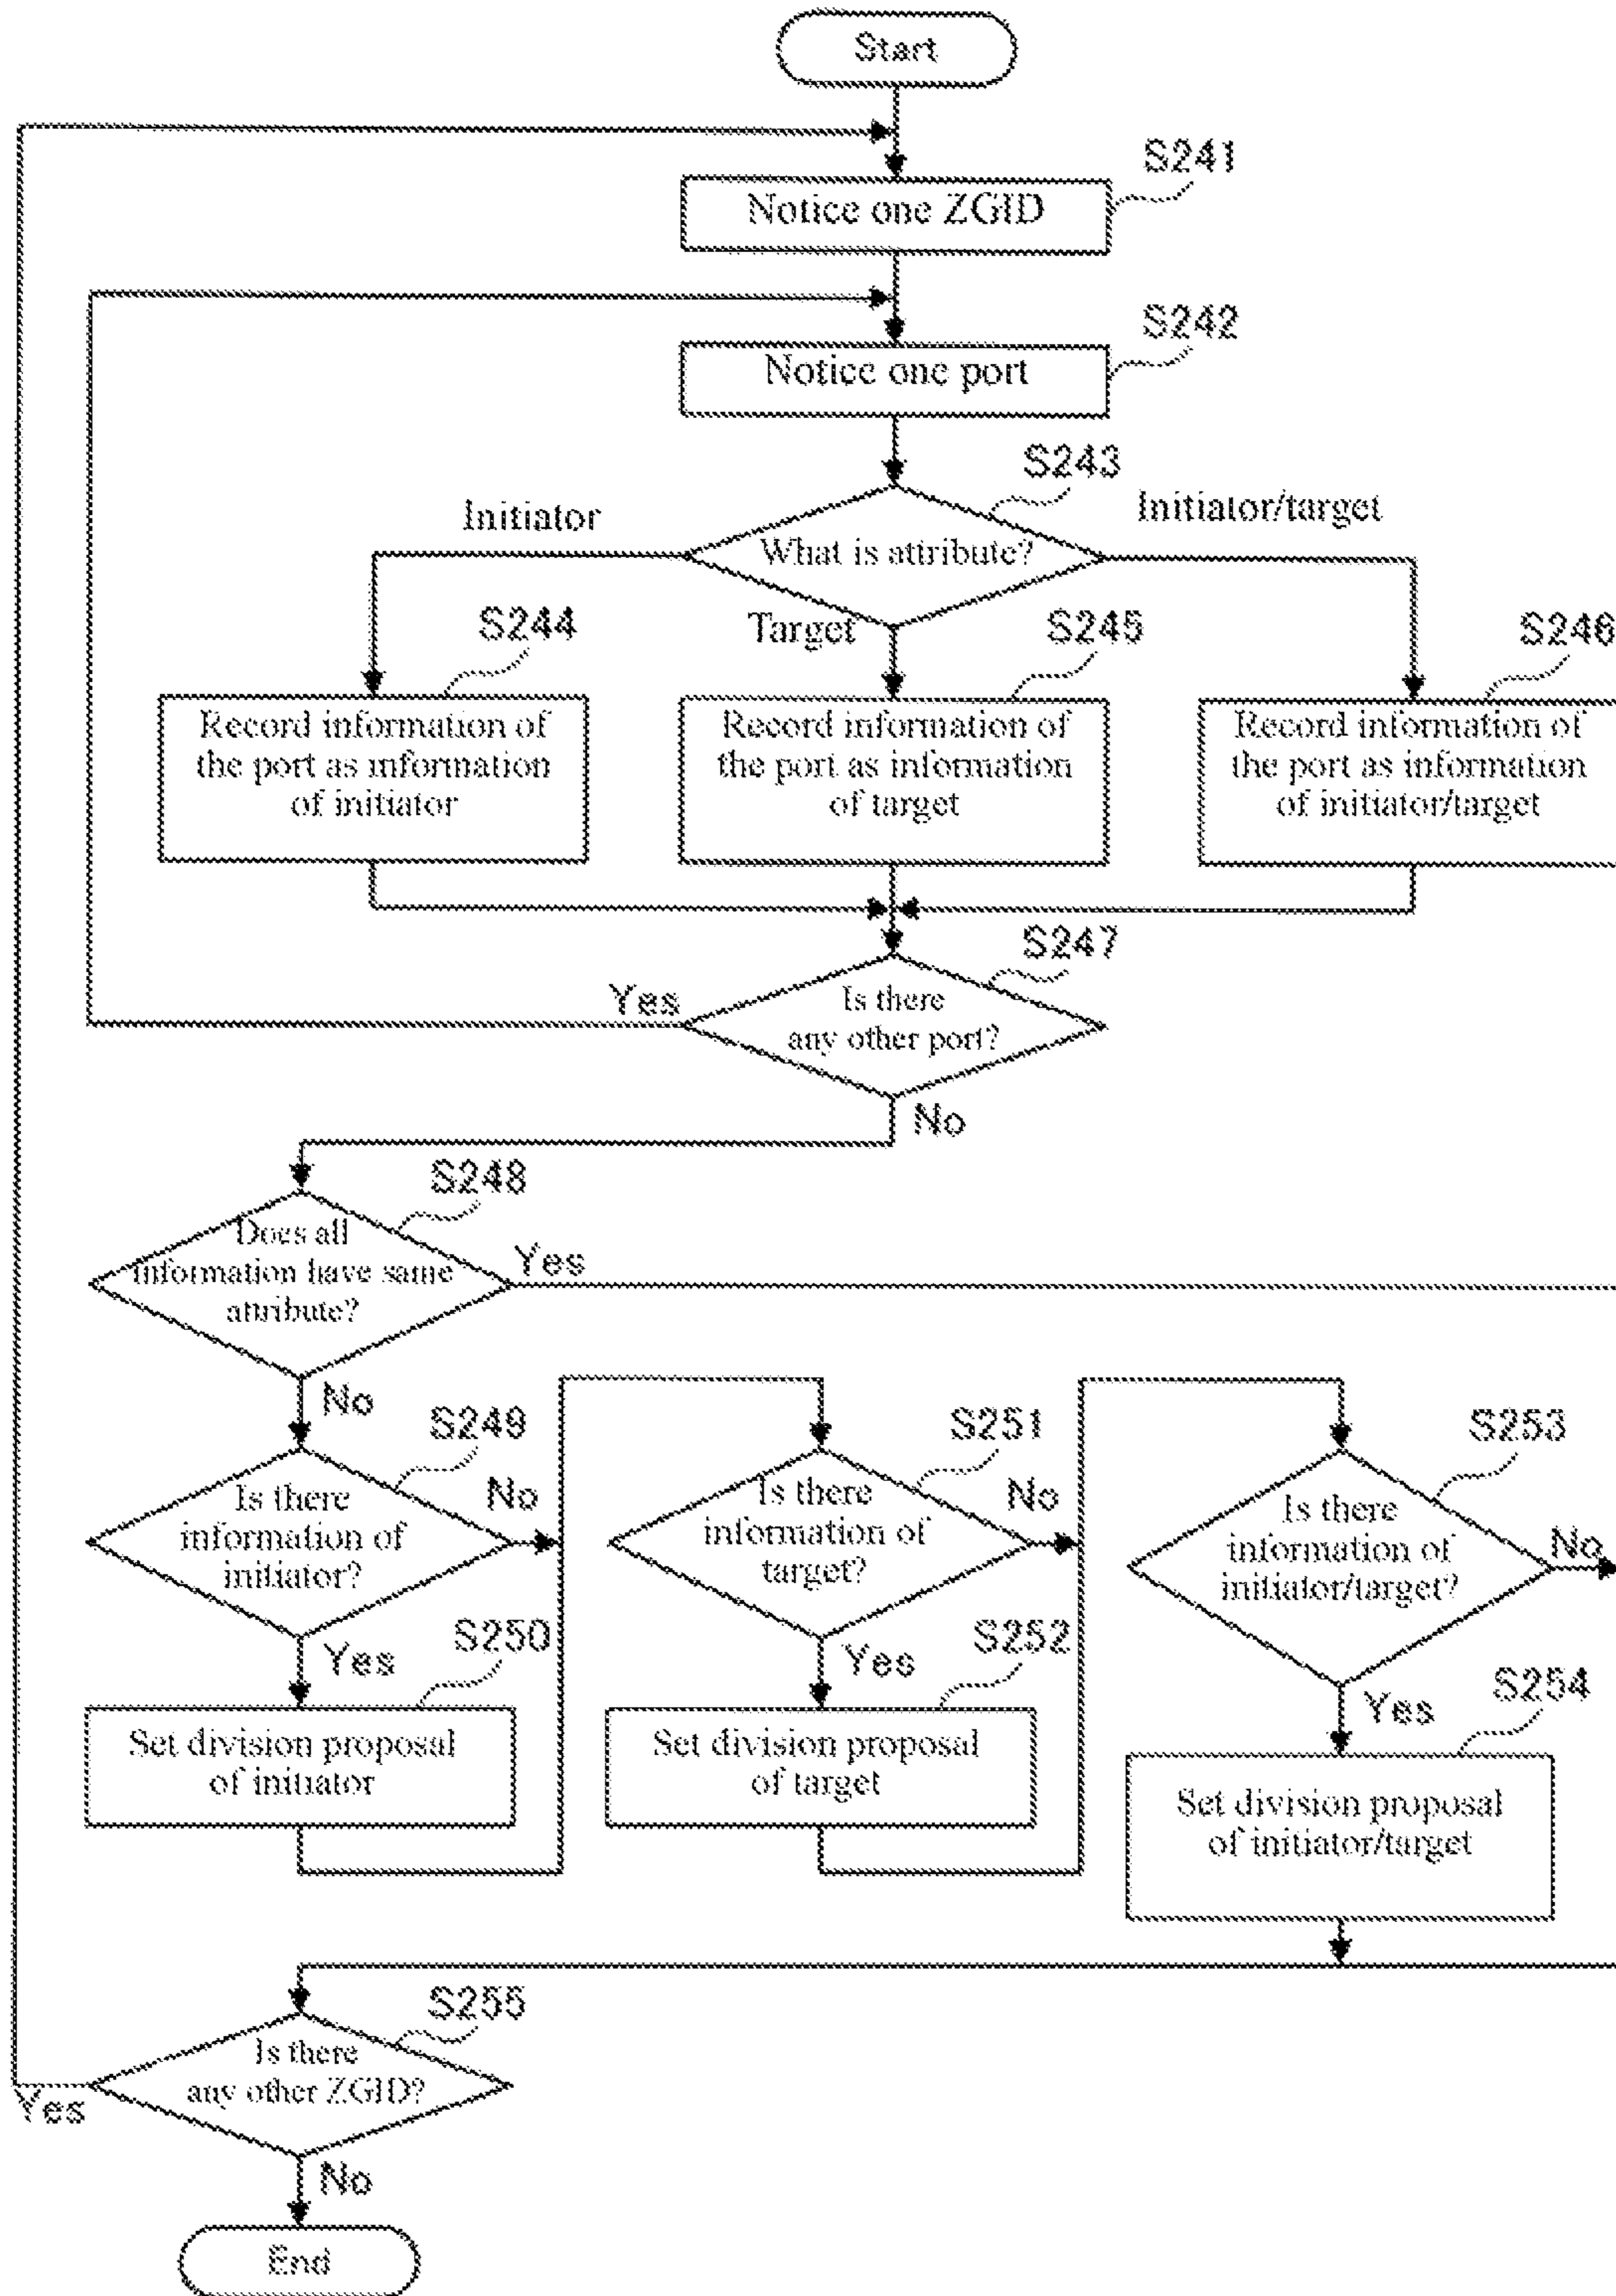 Start
S241
Notice one ZGID
S242
Notice one port
S243
Initiator
Initiator/target
What is attribute?
Target
S244
S245
S246
Record information of
the port as information
of initiator
Record information of
the port as information
of target
Record information of
the port as information
of initiator/target
S247
Yes
Is there
any other port?
No
S248
Does all
information have same
attribute?
Yes
No
S249
Is there
information of
initiator?
No
Yes
S250
Set division proposal
of initiator
S251
Is there
information of
target?
No
Yes
S252
Set division proposal
of target
S253
Is there
information of
initiator/target?
No
Yes
S254
Set division proposal
of initiator/target
S255
Is there
any other ZGID?
Yes
No
End